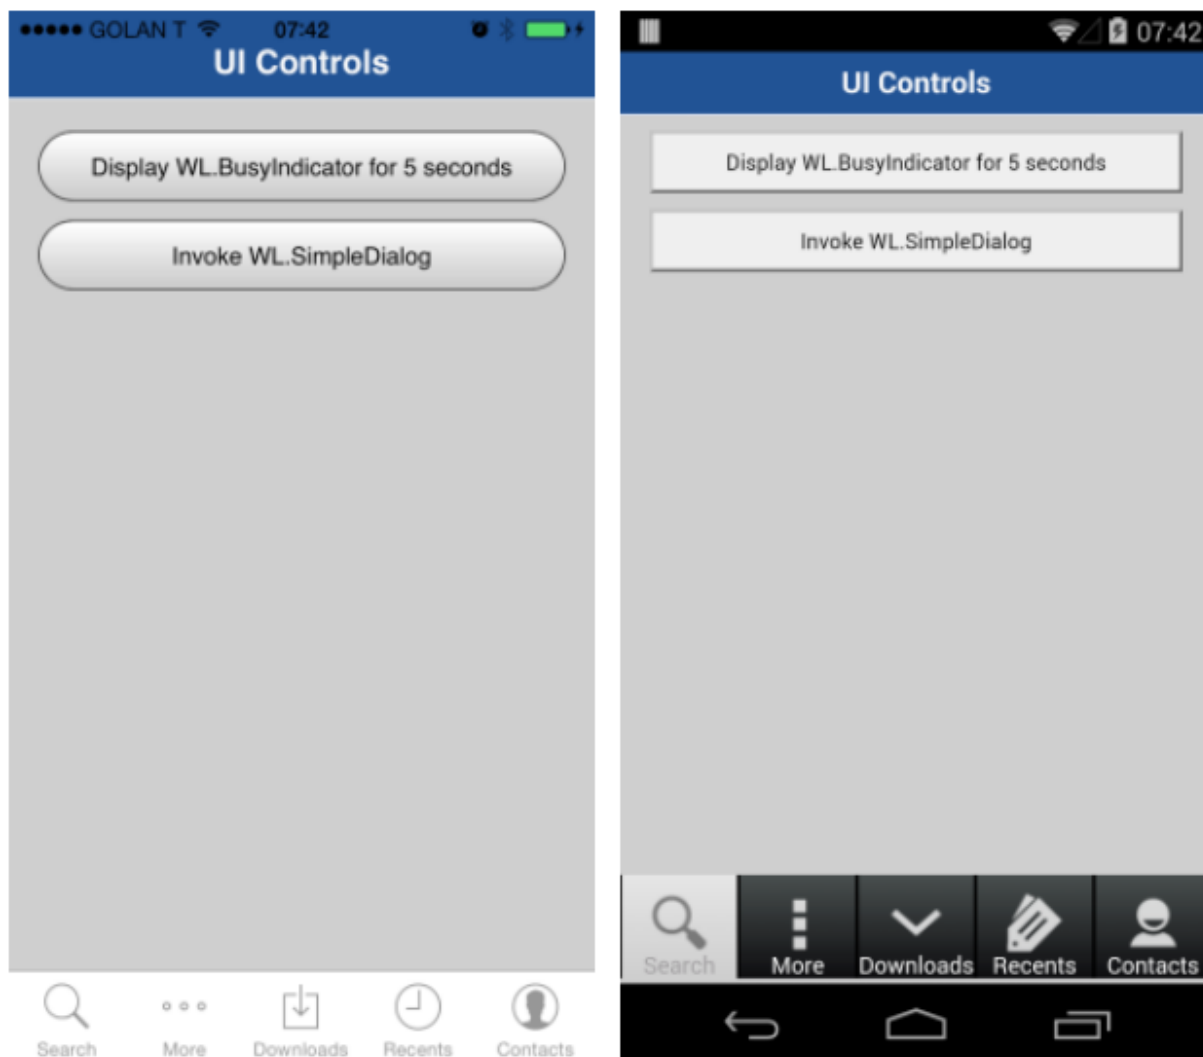 GOLAN T 07:42
UI Controls
Display WL.BusyIndicator for 5 seconds
Invoke WL.SimpleDialog
Search More Downloads Recents Contacts
07:42
UI Controls
Display WL.BusyIndicator for 5 seconds
Invoke WL.SimpleDialog
Search More Downloads Recents Contacts